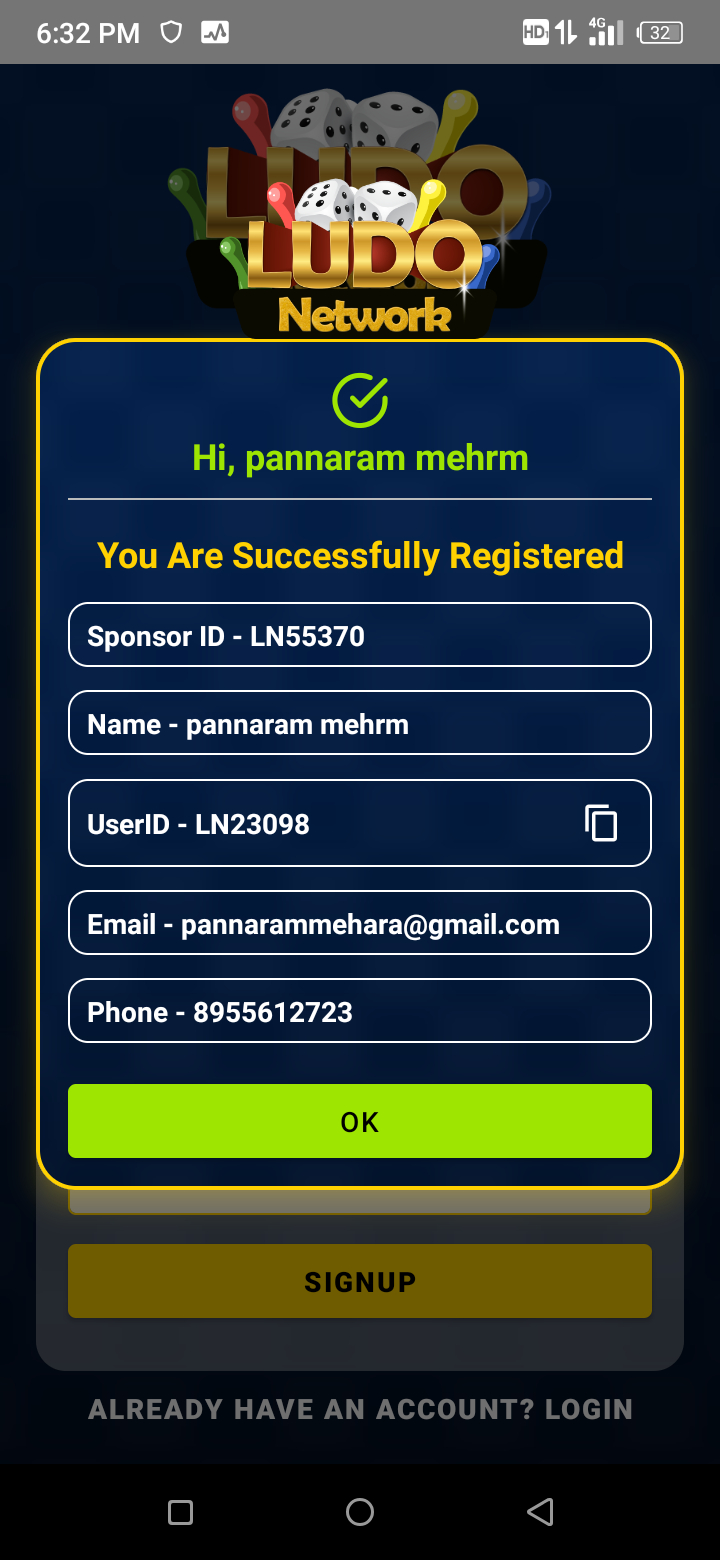 6:32 PM
HD
4G
32
LUDO
LUDO
Network
Hi, pannaram mehrm
You Are Successfully Registered
Sponsor ID - LN55370
Name - pannaram mehrm
UserID - LN23098
Email - pannarammehara@gmail.com
Phone - 8955612723
OK
SIGNUP
ALREADY HAVE AN ACCOUNT? LOGIN